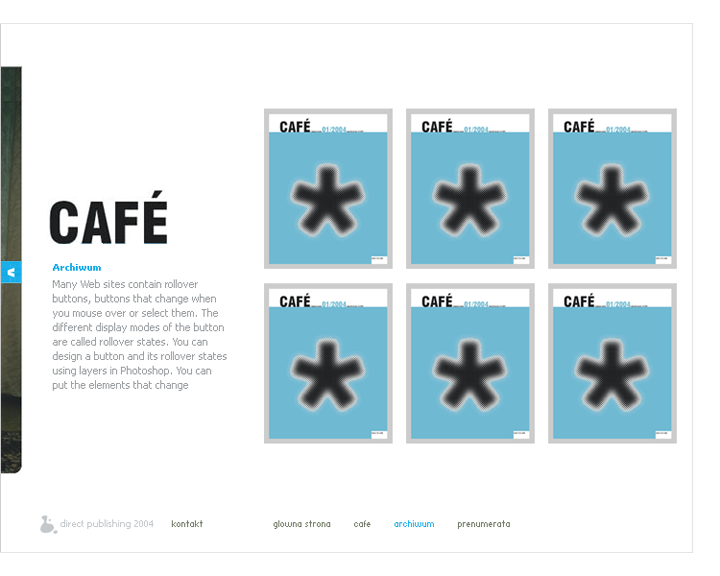 CAFÉ
Archiwum
Many Web sites contain rollover
buttons, buttons that change when
you mouse over or select them. The
different display modes of the button
are called rollover states. You can
design a button and its rollover states
using layers in Photoshop. You can
put the elements that change
CAFÉ 01/2004
CAFÉ 01/2004
CAFÉ 01/2004
CAFÉ 01/2004
CAFÉ 01/2004
CAFÉ 01/2004
direct publishing 2004 kontakt glowna strona cafe archiwum prenumerata